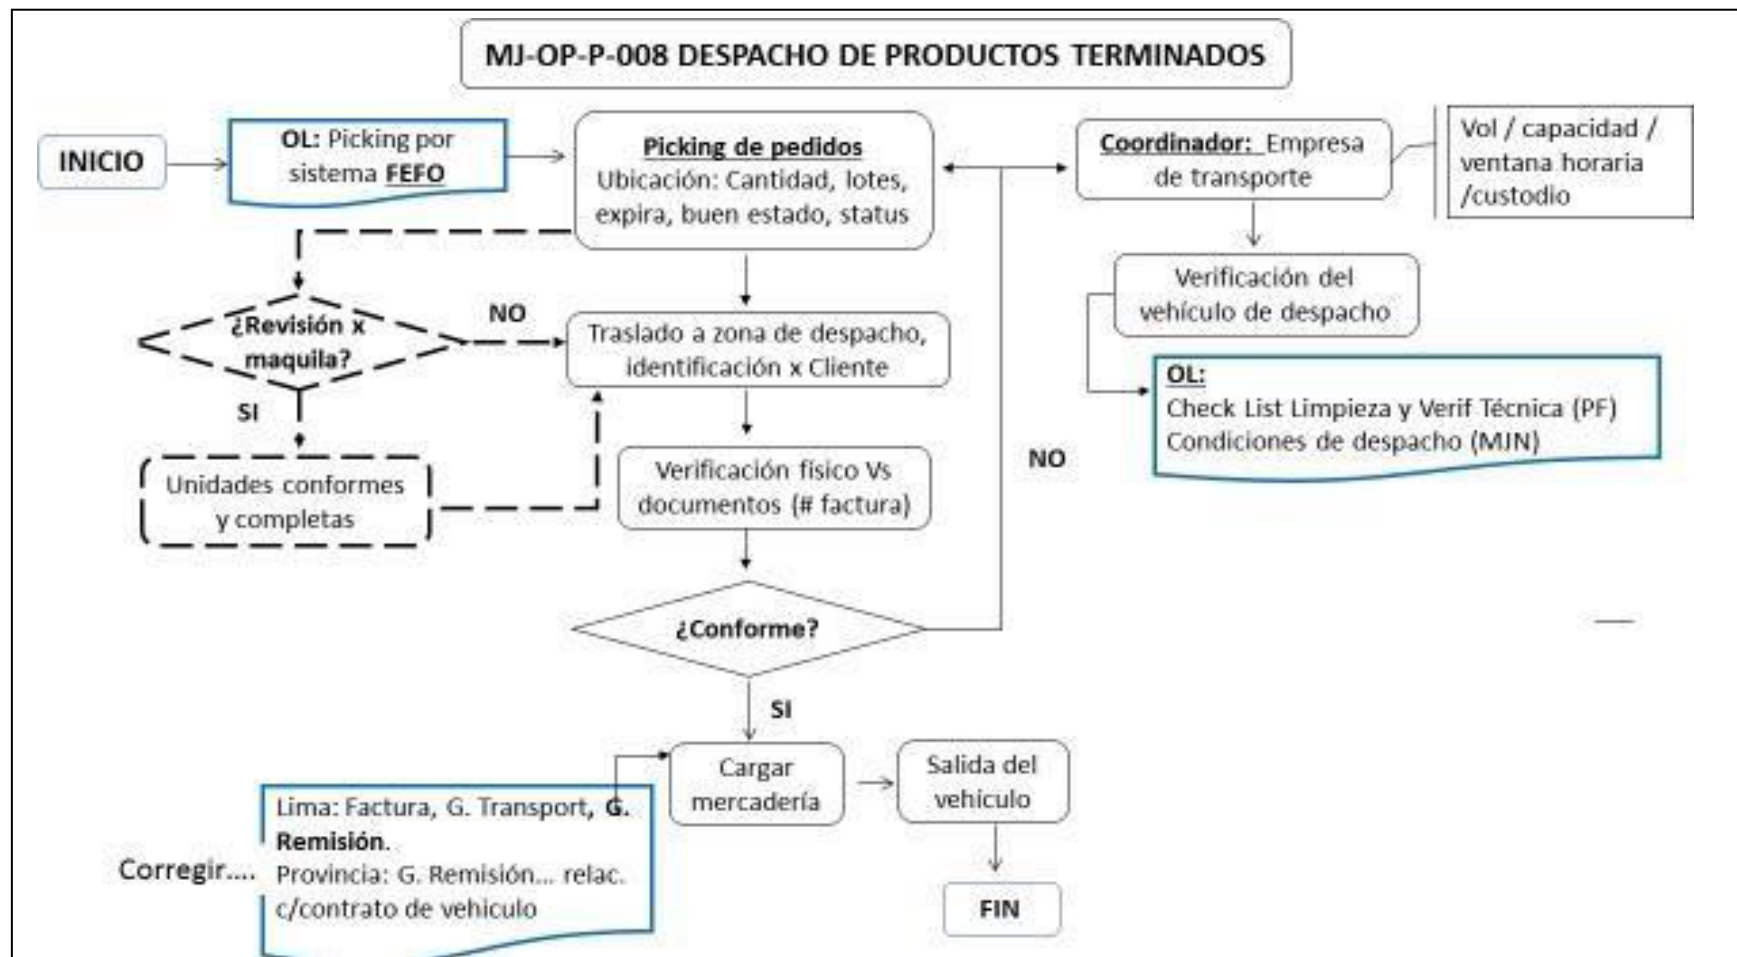 MJ-OP-P-008 DESPACHO DE PRODUCTOS TERMINADOS
INICIO
OL: Picking por
sistema FEFO
Picking de pedidos
Ubicación: Cantidad, lotes,
expira, buen estado, status
Coordinador: Empresa
de transporte
Vol / capacidad /
ventana horaria
/custodio
Verificación del
vehículo de despacho
OL:
Check List Limpieza y Verif Técnica (PF)
Condiciones de despacho (MJN)
¿Revisión x
maquila?
NO
SI
Unidades conformes
y completas
Traslado a zona de despacho,
identificación x Cliente
Verificación físico Vs
documentos (# factura)
NO
¿Conforme?
SI
Cargar
mercadería
Salida del
vehículo
FIN
Corregir....
Lima: Factura, G. Transport, G.
Remisión.
Provincia: G. Remisión... relac.
c/contrato de vehiculo